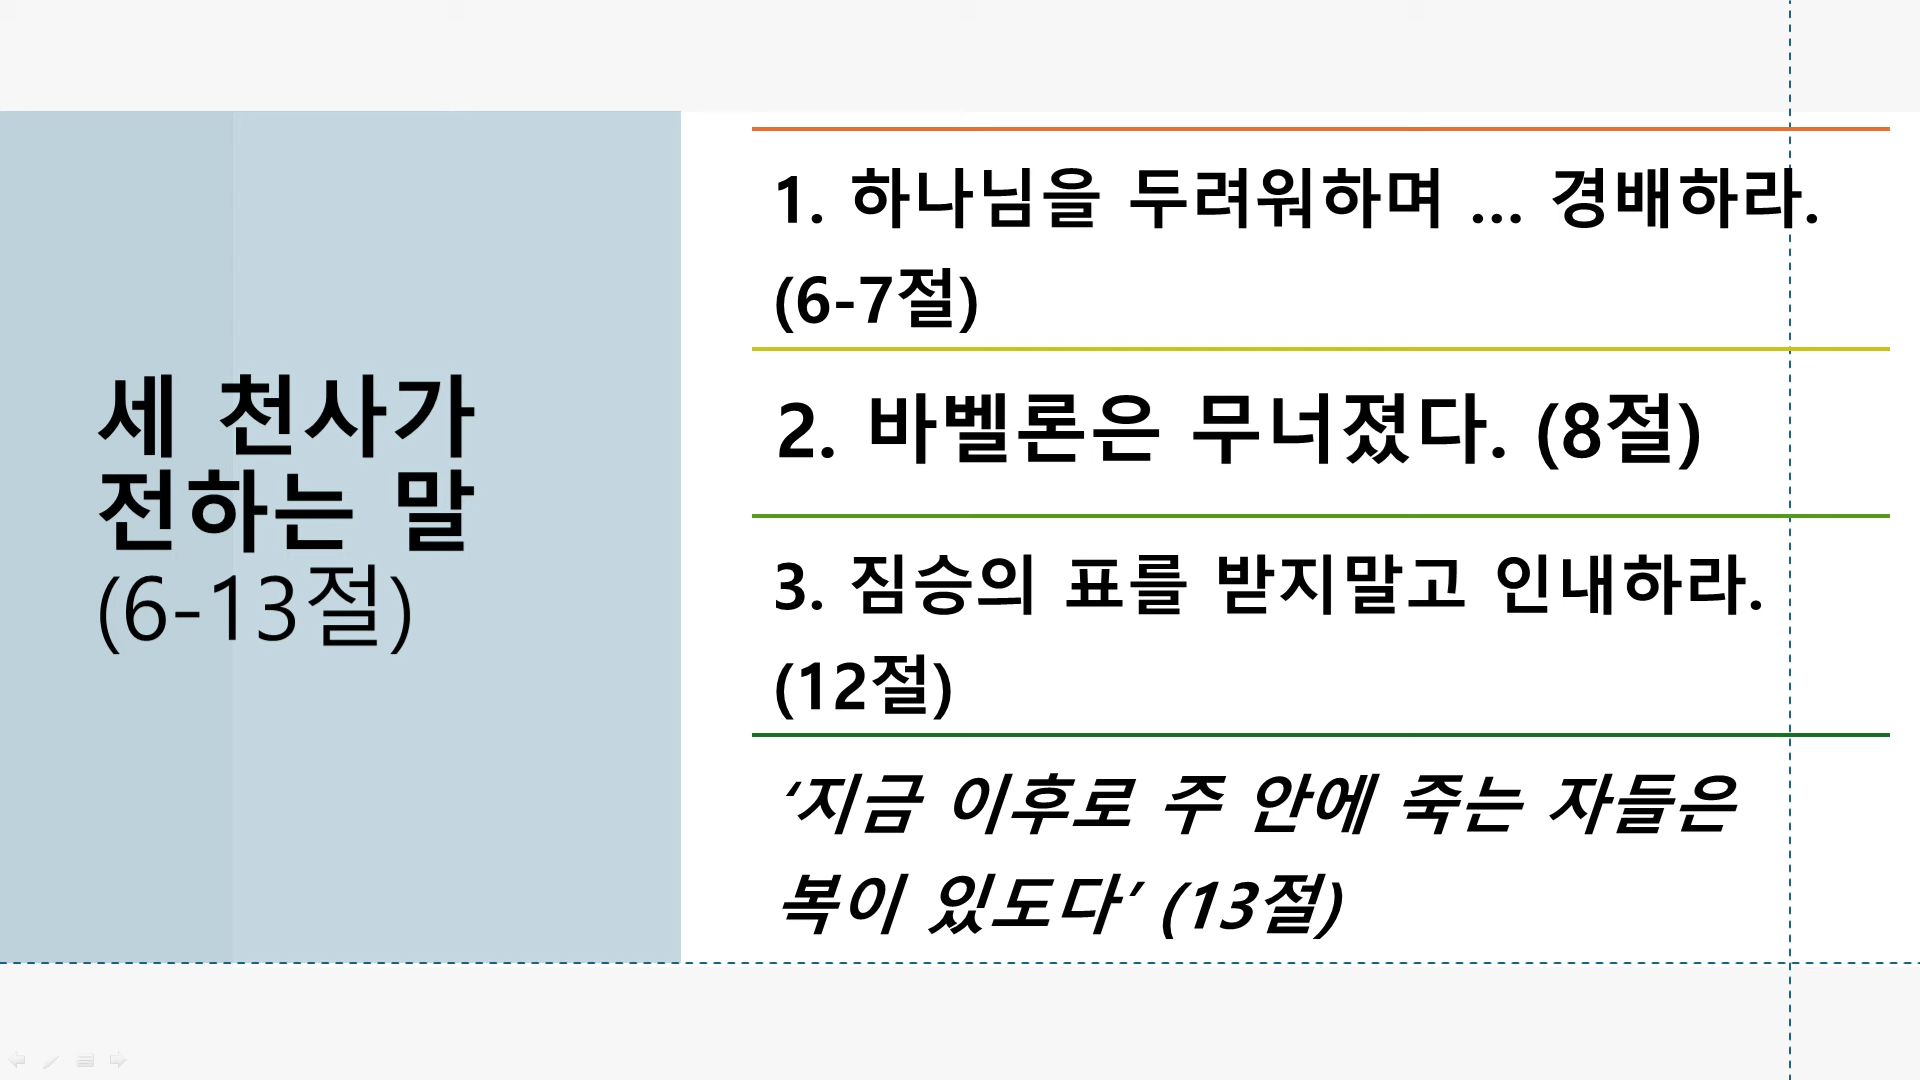 세 천사가
전하는 말
(6-13절)
1. 하나님을 두려워하며 … 경배하라.
(6-7절)
2. 바벨론은 무너졌다. (8절)
3. 짐승의 표를 받지말고 인내하라.
(12절)
‘지금 이후로 주 안에 죽는 자들은
복이 있도다’ (13절)